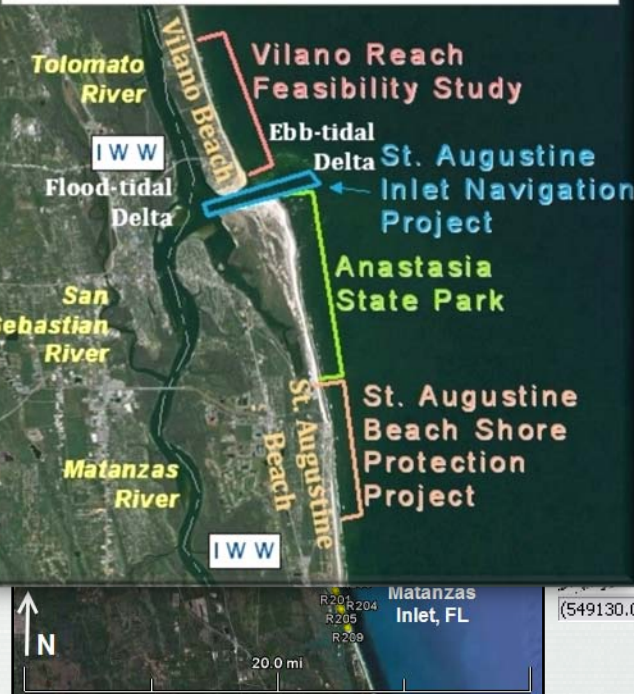 Vilano Reach
Feasibility Study
Tolomato
River
Vilano Beach
Ebb-tidal
Delta
I W W
St. Augustine
Inlet Navigation
Project
Flood-tidal
Delta
Anastasia
State Park
San
Sebastian
River
St. Augustine
Beach
St. Augustine
Beach Shore
Protection
Project
Matanzas
River
I W W
Matanzas
Inlet, FL
R201
R204
R205
R209
N
20.0 mi
(549130.0